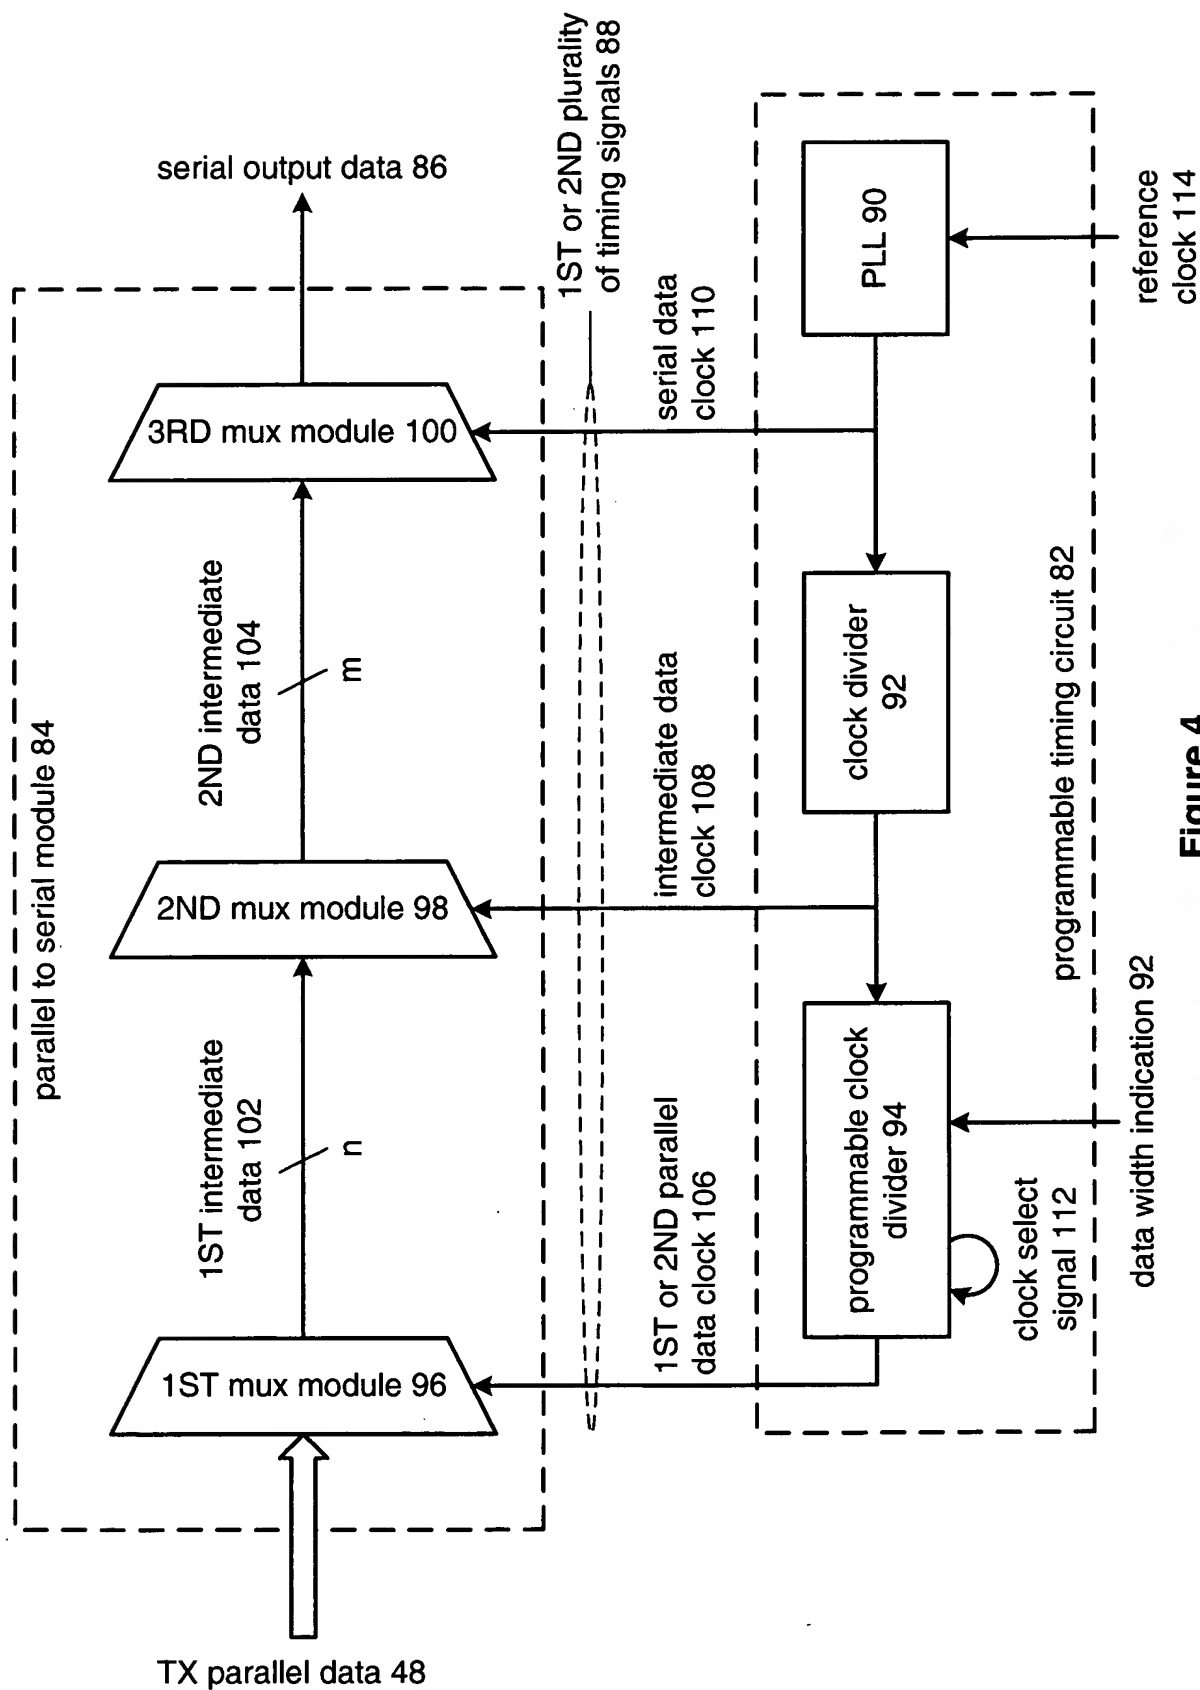 parallel to serial module 84
TX parallel data 48
1ST mux module 96
1ST intermediate
data 102
n
2ND mux module 98
2ND intermediate
data 104
m
3RD mux module 100
serial output data 86
1ST or 2ND parallel
data clock 106
intermediate data
clock 108
serial data
clock 110
1ST or 2ND plurality
of timing signals 88
programmable clock
divider 94
clock divider
92
PLL 90
clock select
signal 112
programmable timing circuit 82
data width indication 92
reference
clock 114
Figure 4